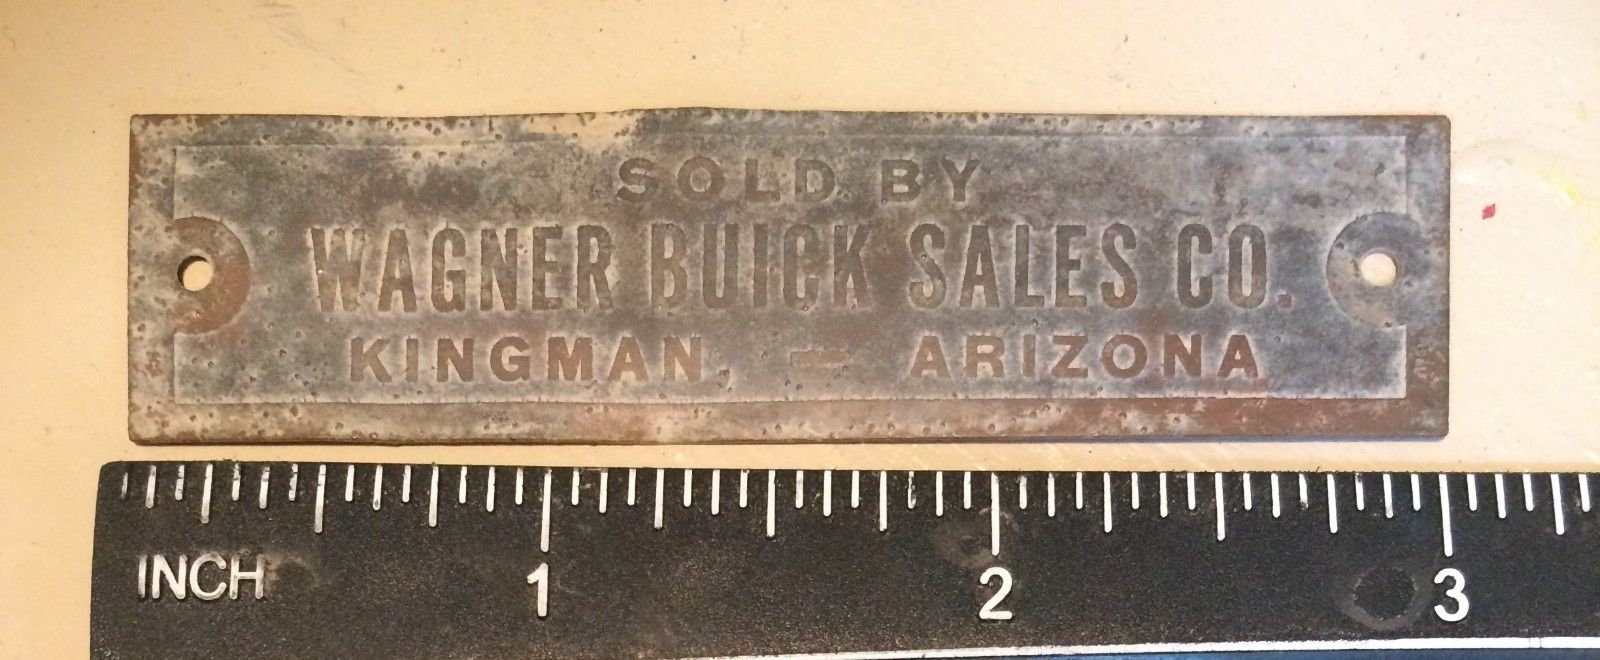 SOLD BY
WAGNER BUICK SALES CO.
KINGMAN, — ARIZONA
INCH 1 2 3